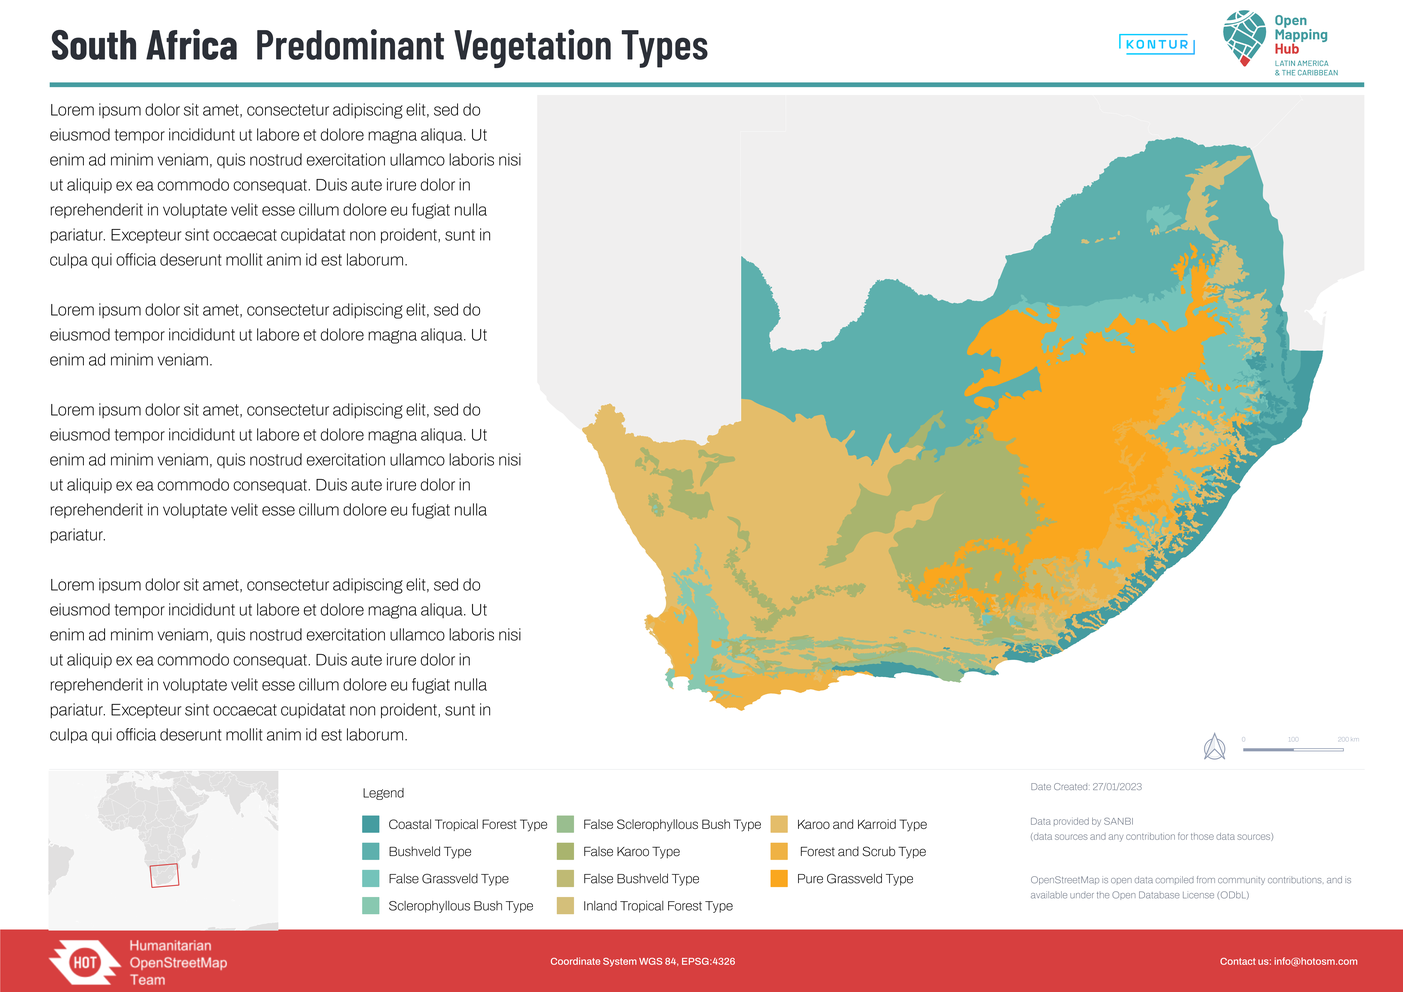 South Africa Predominant Vegetation Types
KONTUR
Open
Mapping
Hub
LATIN AMERICA
& THE CARIBBEAN
Lorem ipsum dolor sit amet, consectetur adipiscing elit, sed do
eiusmod tempor incididunt ut labore et dolore magna aliqua. Ut
enim ad minim veniam, quis nostrud exercitation ullamco laboris nisi
ut aliquip ex ea commodo consequat. Duis aute irure dolor in
reprehenderit in voluptate velit esse cillum dolore eu fugiat nulla
pariatur. Excepteur sint occaecat cupidatat non proident, sunt in
culpa qui officia deserunt mollit anim id est laborum.
Lorem ipsum dolor sit amet, consectetur adipiscing elit, sed do
eiusmod tempor incididunt ut labore et dolore magna aliqua. Ut
enim ad minim veniam.
Lorem ipsum dolor sit amet, consectetur adipiscing elit, sed do
eiusmod tempor incididunt ut labore et dolore magna aliqua. Ut
enim ad minim veniam, quis nostrud exercitation ullamco laboris nisi
ut aliquip ex ea commodo consequat. Duis aute irure dolor in
reprehenderit in voluptate velit esse cillum dolore eu fugiat nulla
pariatur.
Lorem ipsum dolor sit amet, consectetur adipiscing elit, sed do
eiusmod tempor incididunt ut labore et dolore magna aliqua. Ut
enim ad minim veniam, quis nostrud exercitation ullamco laboris nisi
ut aliquip ex ea commodo consequat. Duis aute irure dolor in
reprehenderit in voluptate velit esse cillum dolore eu fugiat nulla
pariatur. Excepteur sint occaecat cupidatat non proident, sunt in
culpa qui officia deserunt mollit anim id est laborum.
0 100 200 km
Legend
Coastal Tropical Forest Type
Bushveld Type
False Grassveld Type
Sclerophyllous Bush Type
False Sclerophyllous Bush Type
False Karoo Type
False Bushveld Type
Inland Tropical Forest Type
Karoo and Karroid Type
Forest and Scrub Type
Pure Grassveld Type
Date Created: 27/01/2023
Data provided by SANBI
(data sources and any contribution for those data sources)
OpenStreetMap is open data compiled from community contributions, and is
available under the Open Database License (ODbL)
HOT
Humanitarian
OpenStreetMap
Team
Coordinate System WGS 84, EPSG:4326
Contact us: info@hotosm.com